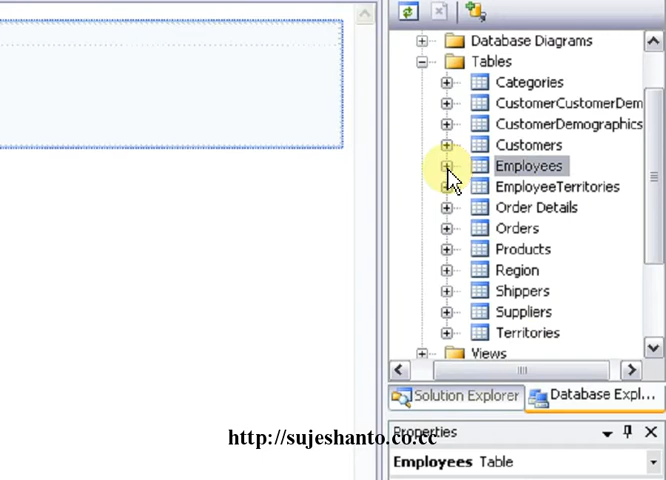 Database Diagrams
Tables
Categories
CustomerCustomerDem
CustomerDemographics
Customers
Employees
EmployeeTerritories
Order Details
Orders
Products
Region
Shippers
Suppliers
Territories
Views
Solution Explorer
Database Expl...
http://sujeshanto.co.cc
Properties
Employees Table